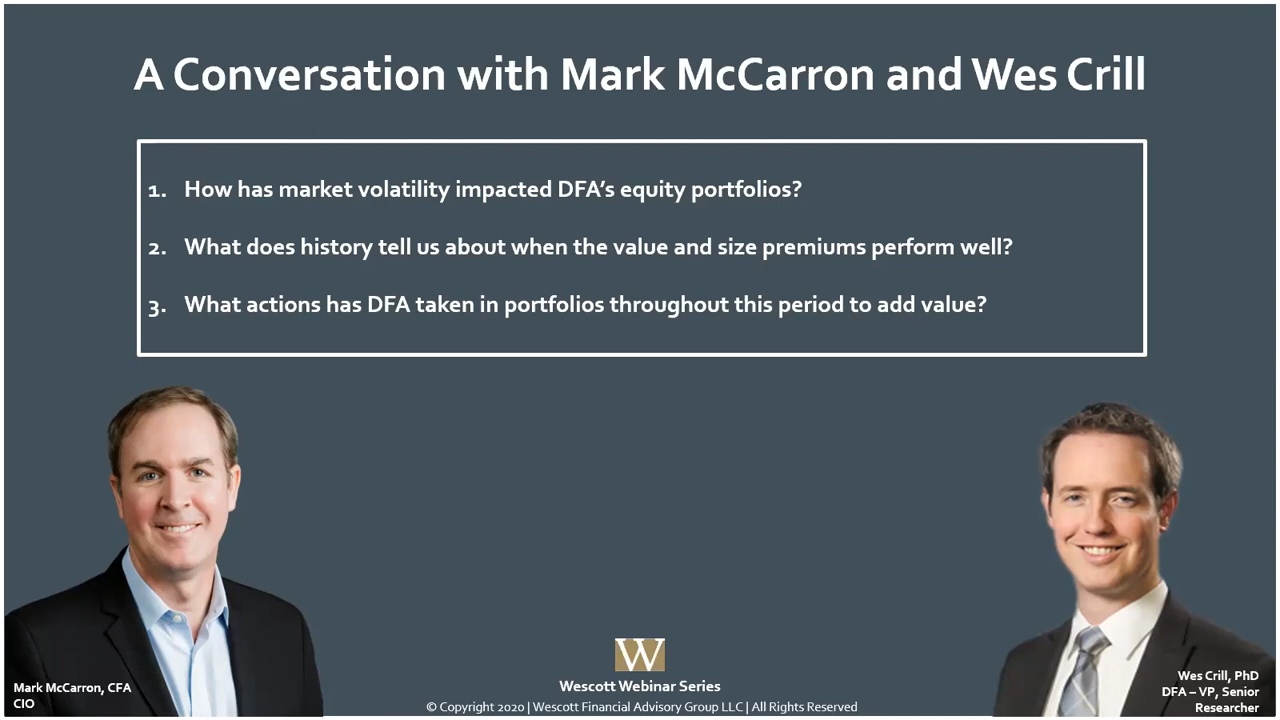 A Conversation with Mark McCarron and Wes Crill
1. How has market volatility impacted DFA's equity portfolios?
2. What does history tell us about when the value and size premiums perform well?
3. What actions has DFA taken in portfolios throughout this period to add value?
Mark McCarron, CFA
CIO
W
Wescott Webinar Series
© Copyright 2020 | Wescott Financial Advisory Group LLC | All Rights Reserved
Wes Crill, PhD
DFA – VP, Senior
Researcher